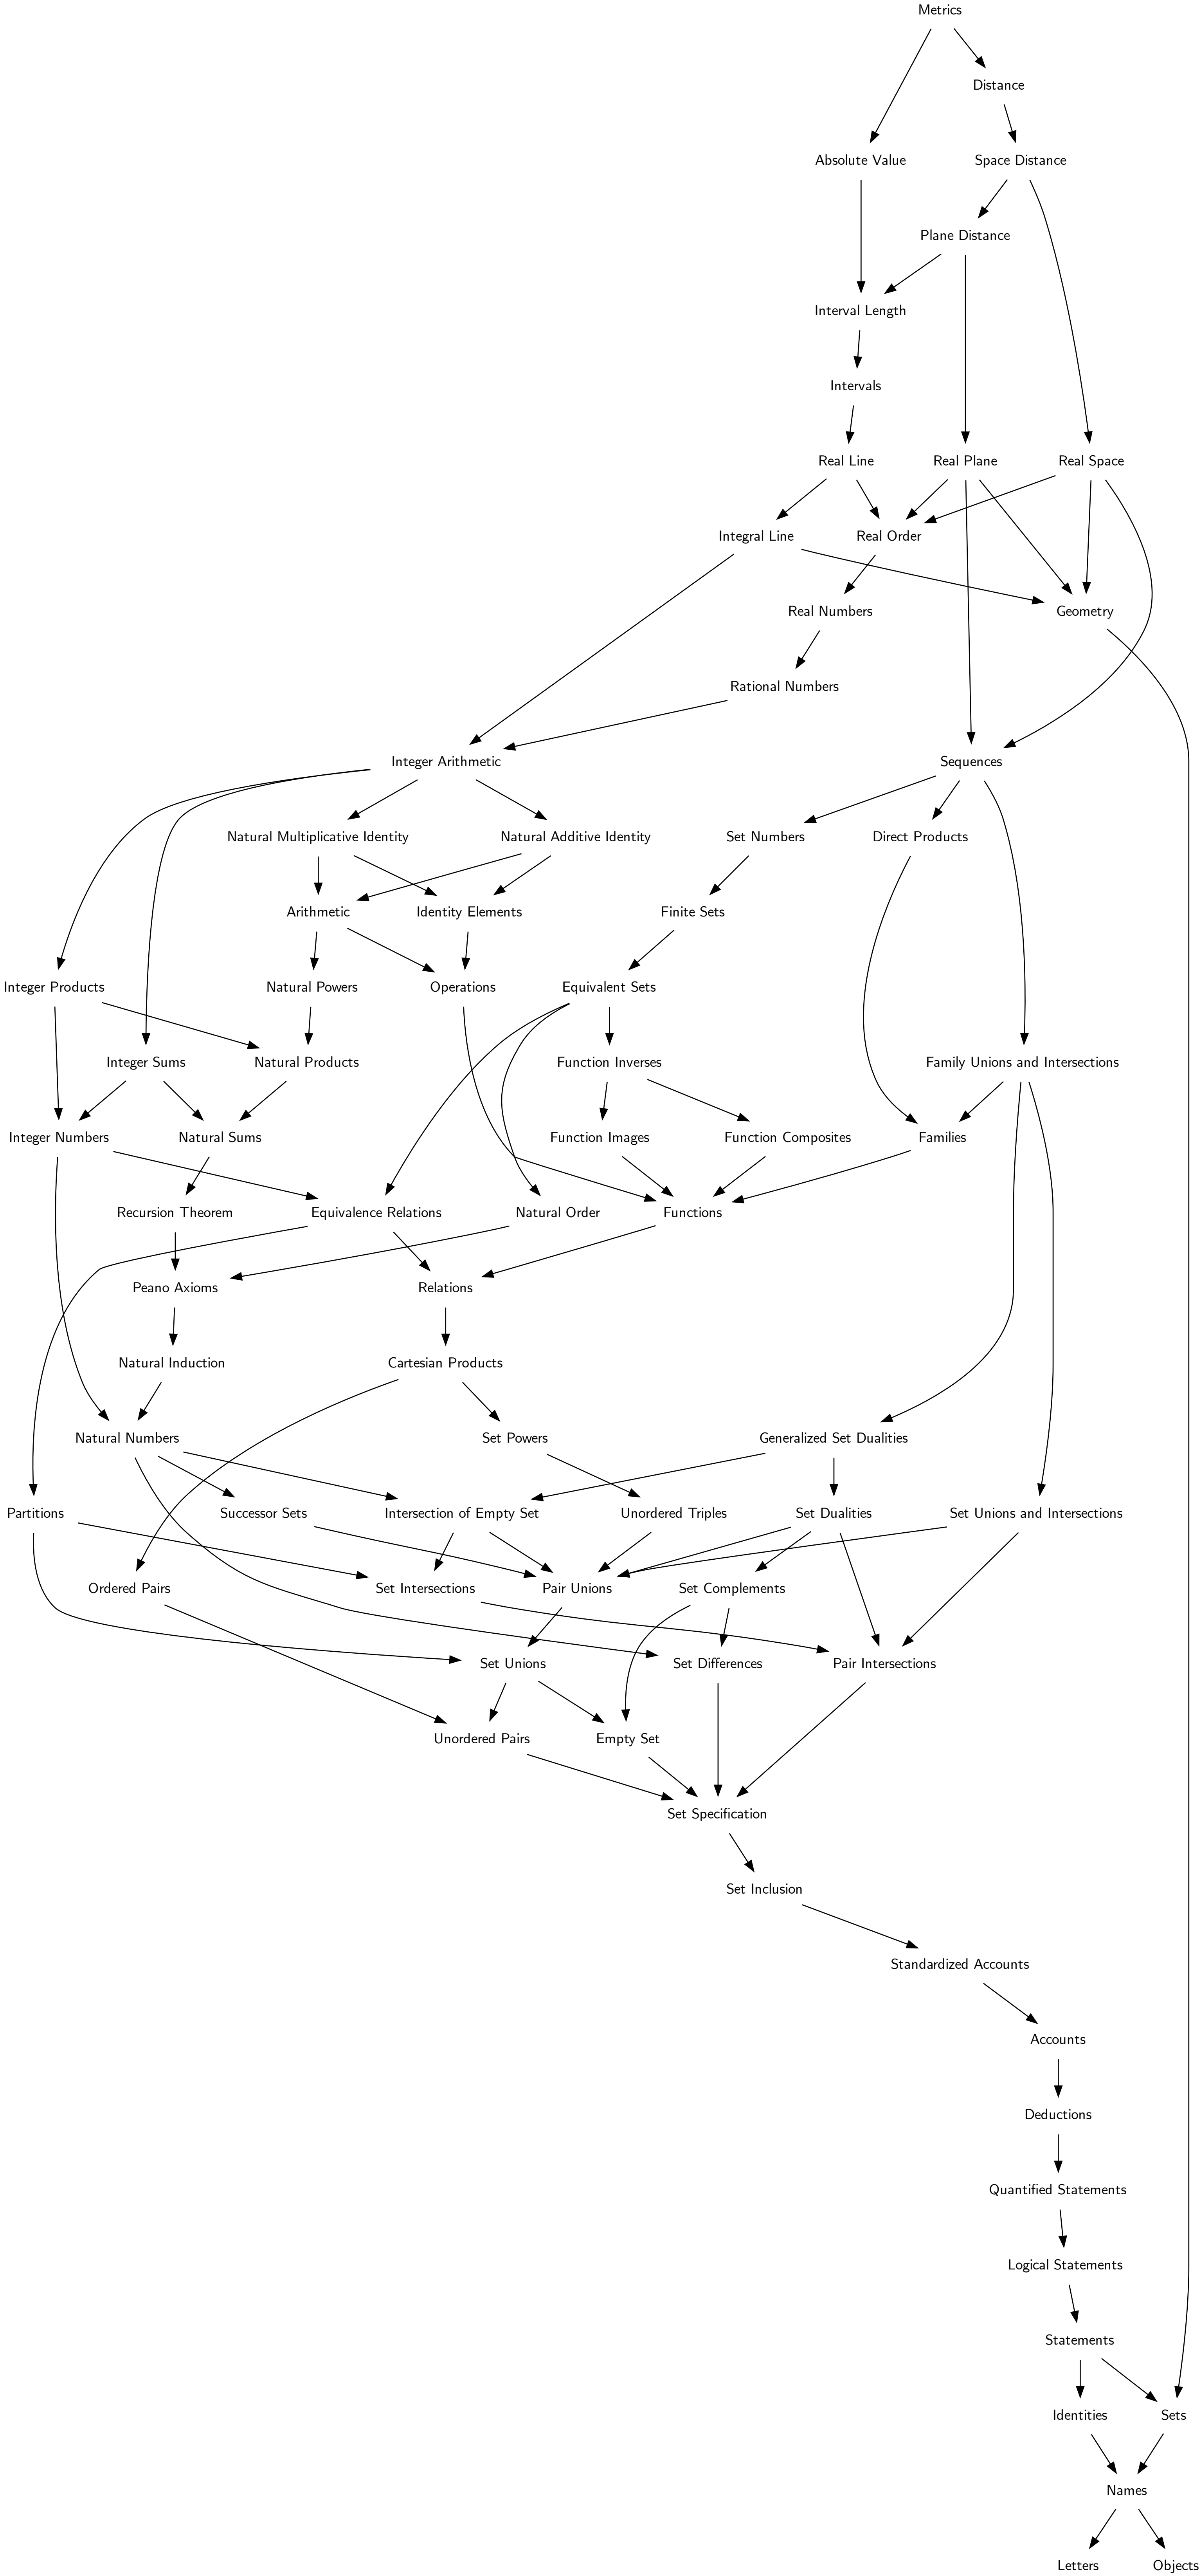 Metrics
Distance
Absolute Value
Space Distance
Plane Distance
Interval Length
Intervals
Real Line
Real Plane
Real Space
Integral Line
Real Order
Real Numbers
Geometry
Rational Numbers
Integer Arithmetic
Sequences
Natural Multiplicative Identity
Natural Additive Identity
Set Numbers
Direct Products
Arithmetic
Identity Elements
Finite Sets
Integer Products
Natural Powers
Operations
Equivalent Sets
Integer Sums
Natural Products
Function Inverses
Family Unions and Intersections
Integer Numbers
Natural Sums
Function Images
Function Composites
Families
Recursion Theorem
Equivalence Relations
Natural Order
Functions
Peano Axioms
Relations
Natural Induction
Cartesian Products
Natural Numbers
Set Powers
Generalized Set Dualities
Partitions
Successor Sets
Intersection of Empty Set
Unordered Triples
Set Dualities
Set Unions and Intersections
Ordered Pairs
Set Intersections
Pair Unions
Set Complements
Set Unions
Set Differences
Pair Intersections
Unordered Pairs
Empty Set
Set Specification
Set Inclusion
Standardized Accounts
Accounts
Deductions
Quantified Statements
Logical Statements
Statements
Identities
Sets
Names
Letters
Objects